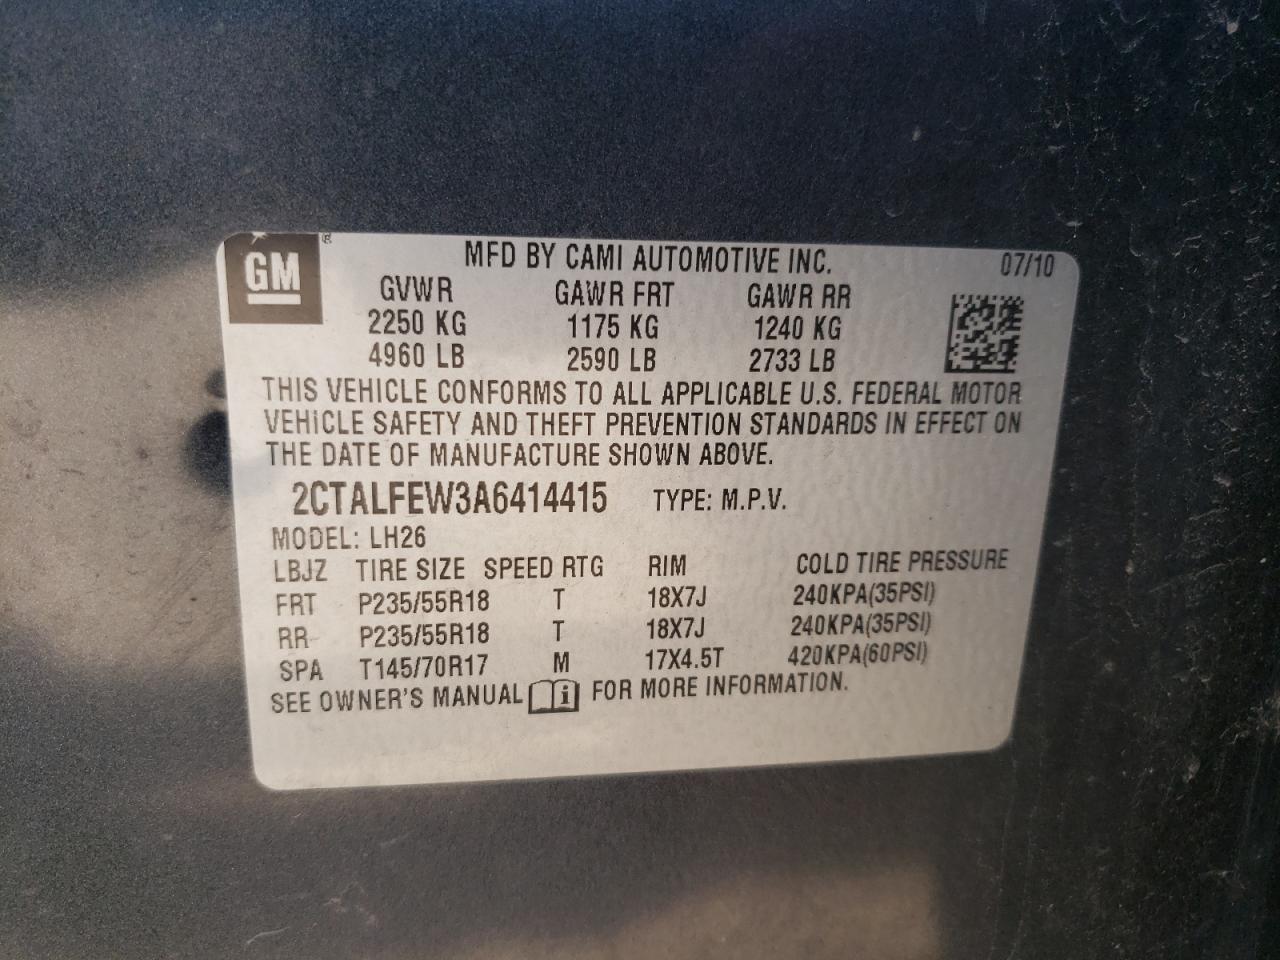 GM ®
MFD BY CAMI AUTOMOTIVE INC. 07/10
GVWR GAWR FRT GAWR RR
2250 KG 1175 KG 1240 KG
4960 LB 2590 LB 2733 LB
THIS VEHICLE CONFORMS TO ALL APPLICABLE U.S. FEDERAL MOTOR
VEHICLE SAFETY AND THEFT PREVENTION STANDARDS IN EFFECT ON
THE DATE OF MANUFACTURE SHOWN ABOVE.
2CTALFEW3A6414415 TYPE: M.P.V.
MODEL: LH26
LBJZ TIRE SIZE SPEED RTG RIM COLD TIRE PRESSURE
FRT P235/55R18 T 18X7J 240KPA(35PSI)
RR P235/55R18 T 18X7J 240KPA(35PSI)
SPA T145/70R17 M 17X4.5T 420KPA(60PSI)
SEE OWNER'S MANUAL i FOR MORE INFORMATION.